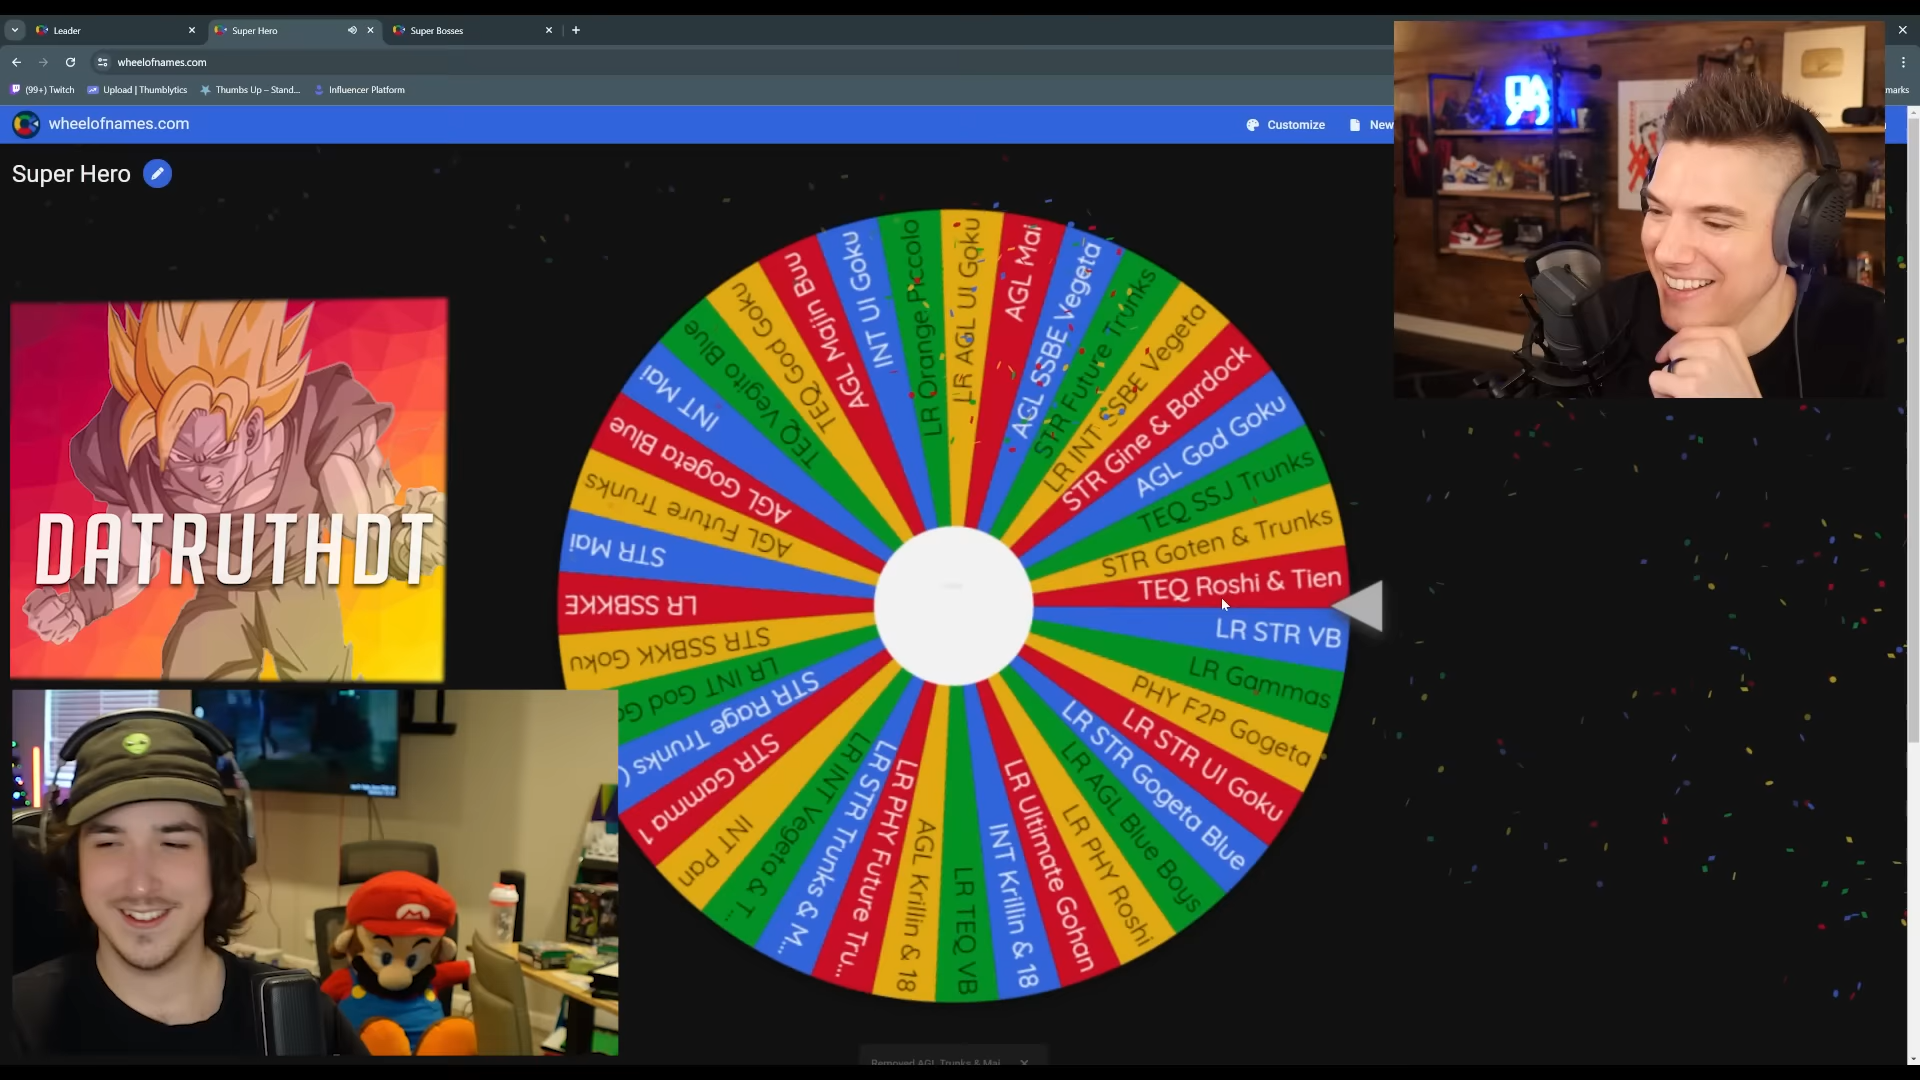 Leader
Super Hero
Super Bosses
wheelofnames.com
(99+) Twitch
Upload | Thumblytics
Thumbs Up – Stand...
Influencer Platform
marks
wheelofnames.com
Customize
New
Super Hero
DATRUTHDT
LR AGL UI Goku
AGL Mai
AGL SSBE Vegeta
STR Future Trunks
LR INT SSBE Vegeta
STR Gine & Bardock
AGL God Goku
TEQ SSJ Trunks
STR Goten & Trunks
TEQ Roshi & Tien
LR STR VB
LR Gammas
PHY F2P Gogeta
LR STR UI Goku
LR STR Gogeta Blue
LR AGL Blue Boys
LR PHY Roshi
LR Ultimate Gohan
INT Krillin & 18
LR TEQ VB
AGL Krillin & 18
LR PHY Future Tru...
LR STR Trunks & M...
LR INT Vegeta & T...
INT Pan
STR Gamma 1
STR Rage Trunks (
LR INT God Go
STR SSBKK Goku
LR SSBKKE
STR Mai
AGL Future Trunks
AGL Gogeta Blue
INT Mai
TEQ Vegito Blue
TEQ God Goku
AGL Majin Buu
INT UI Goku
LR Orange Piccolo
Removed AGL Trunks & Mai